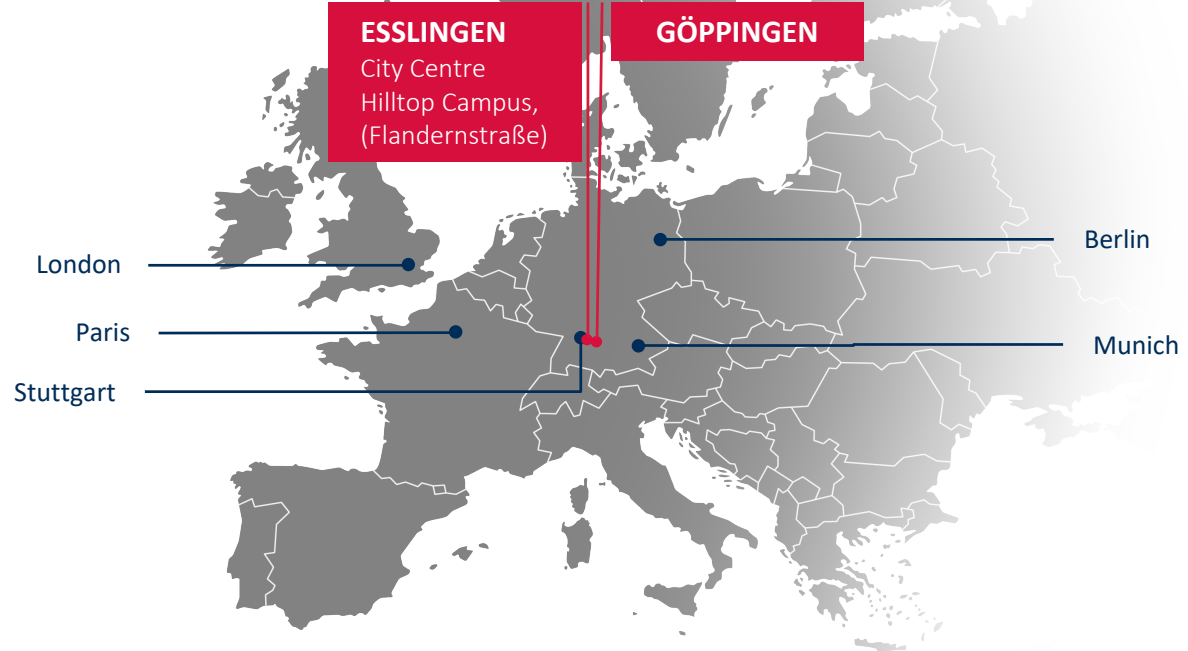 ESSLINGEN
City Centre
Hilltop Campus,
(Flandernstraße)
GÖPPINGEN
London
Paris
Stuttgart
Berlin
Munich